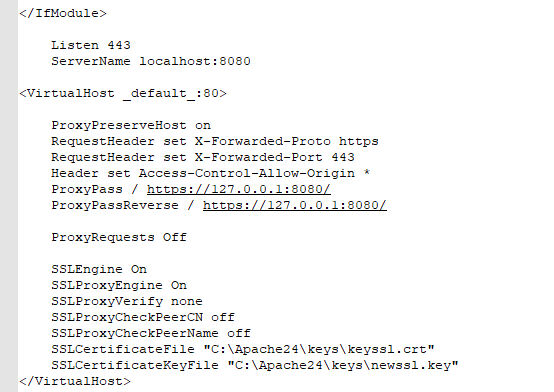 </IfModule>
Listen 443
ServerName localhost:8080
<VirtualHost _default_:80>
ProxyPreserveHost on
RequestHeader set X-Forwarded-Proto https
RequestHeader set X-Forwarded-Port 443
Header set Access-Control-Allow-Origin *
ProxyPass / https://127.0.0.1:8080/
ProxyPassReverse / https://127.0.0.1:8080/
ProxyRequests Off
SSLEngine On
SSLProxyEngine On
SSLProxyVerify none
SSLProxyCheckPeerCN off
SSLProxyCheckPeerName off
SSLCertificateFile "C:\Apache24\keys\keyssl.crt"
SSLCertificateKeyFile "C:\Apache24\keys\newssl.key"
</VirtualHost>